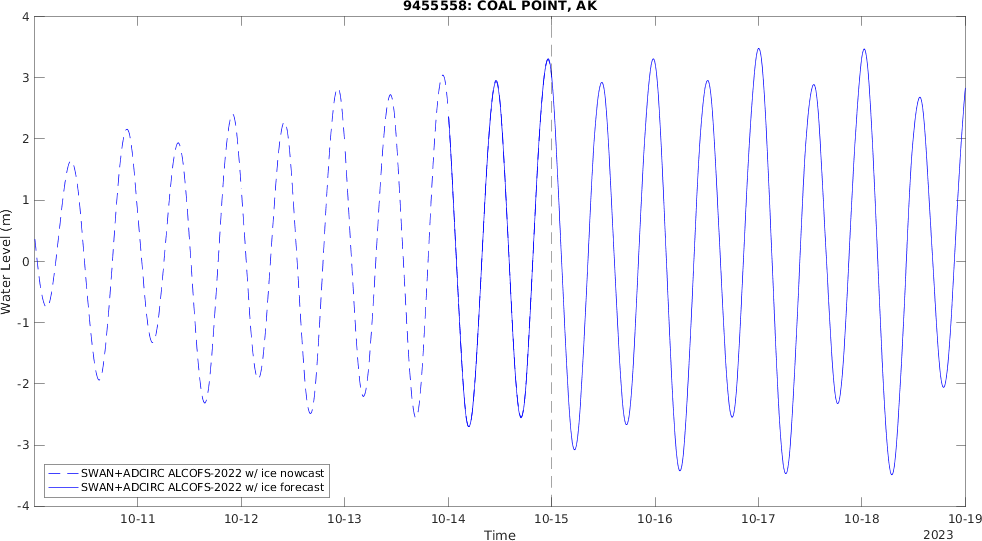 9455558: COAL POINT, AK
4
3
2
1
0
-1
-2
-3
-4
Water Level (m)
SWAN+ADCIRC ALCOFS-2022 w/ ice nowcast
SWAN+ADCIRC ALCOFS-2022 w/ ice forecast
10-11 10-12 10-13 10-14 10-15 10-16 10-17 10-18 10-19
Time
2023